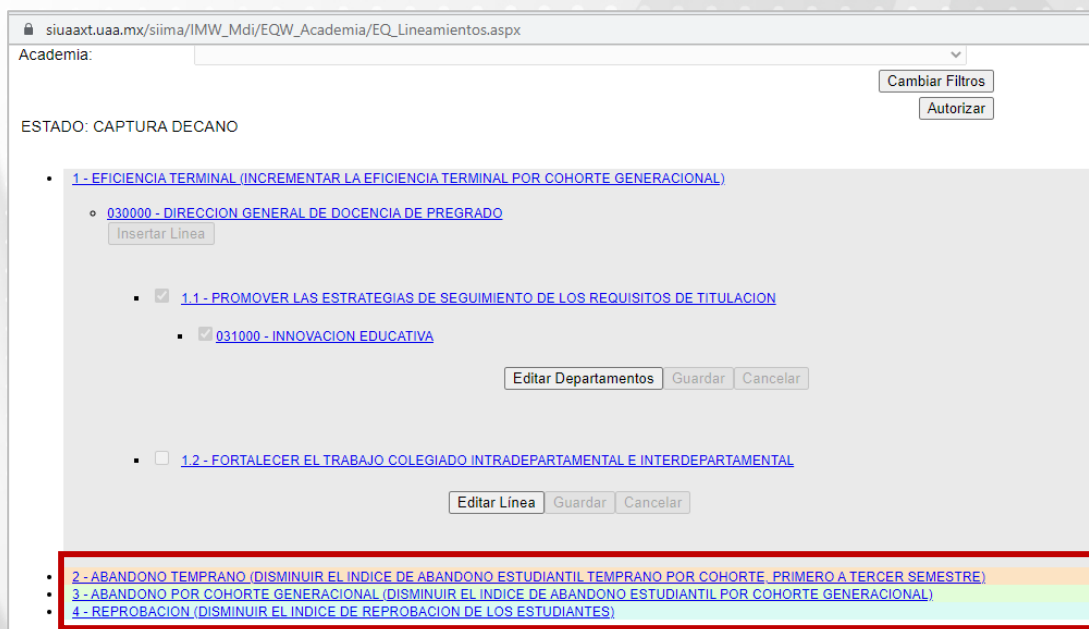 siuaaxt.uaa.mx/siima/IMW_Mdi/EQW_Academia/EQ_Lineamientos.aspx
Academia:
Cambiar Filtros
Autorizar
ESTADO: CAPTURA DECANO
1 - EFICIENCIA TERMINAL (INCREMENTAR LA EFICIENCIA TERMINAL POR COHORTE GENERACIONAL)
030000 - DIRECCION GENERAL DE DOCENCIA DE PREGRADO
Insertar Linea
1.1 - PROMOVER LAS ESTRATEGIAS DE SEGUIMIENTO DE LOS REQUISITOS DE TITULACION
031000 - INNOVACION EDUCATIVA
Editar Departamentos Guardar Cancelar
1.2 - FORTALECER EL TRABAJO COLEGIADO INTRADEPARTAMENTAL E INTERDEPARTAMENTAL
Editar Línea Guardar Cancelar
2 - ABANDONO TEMPRANO (DISMINUIR EL INDICE DE ABANDONO ESTUDIANTIL TEMPRANO POR COHORTE, PRIMERO A TERCER SEMESTRE)
3 - ABANDONO POR COHORTE GENERACIONAL (DISMINUIR EL INDICE DE ABANDONO ESTUDIANTIL POR COHORTE GENERACIONAL)
4 - REPROBACION (DISMINUIR EL INDICE DE REPROBACION DE LOS ESTUDIANTES)